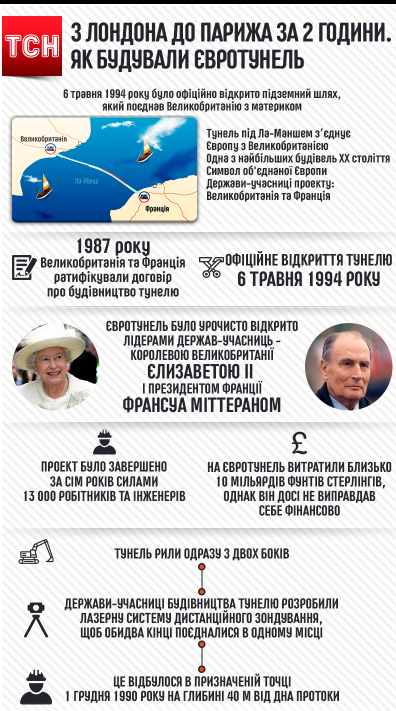 ТСН
З ЛОНДОНА ДО ПАРИЖА ЗА 2 ГОДИНИ.
ЯК БУДУВАЛИ ЄВРОТУНЕЛЬ
6 травня 1994 року було офіційно відкрито підземний шлях,
який поєднав Великобританію з материком
Великобританія
Ла-Манш
Франція
Тунель під Ла-Маншем з’єднує
Європу з Великобританією
Одна з найбільших будівель ХХ століття
Символ об'єднаної Європи
Держави-учасниці проекту:
Великобританія та Франція
1987 року
Великобританія та Франція
ратифікували договір
про будівництво тунелю
ОФІЦІЙНЕ ВІДКРИТТЯ ТУНЕЛЮ
6 ТРАВНЯ 1994 РОКУ
ЄВРОТУНЕЛЬ БУЛО УРОЧИСТО ВІДКРИТО
ЛІДЕРАМИ ДЕРЖАВ-УЧАСНИЦЬ -
КОРОЛЕВОЮ ВЕЛИКОБРИТАНІЇ
ЄЛИЗАВЕТОЮ ІІ
І ПРЕЗИДЕНТОМ ФРАНЦІЇ
ФРАНСУА МІТТЕРАНОМ
ПРОЕКТ БУЛО ЗАВЕРШЕНО
ЗА СІМ РОКІВ СИЛАМИ
13 000 РОБІТНИКІВ ТА ІНЖЕНЕРІВ
£
НА ЄВРОТУНЕЛЬ ВИТРАТИЛИ БЛИЗЬКО
10 МІЛЬЯРДІВ ФУНТІВ СТЕРЛІНГІВ,
ОДНАК ВІН ДОСІ НЕ ВИПРАВДАВ
СЕБЕ ФІНАНСОВО
ТУНЕЛЬ РИЛИ ОДРАЗУ З ДВОХ БОКІВ
ДЕРЖАВИ-УЧАСНИЦІ БУДІВНИЦТВА ТУНЕЛЮ РОЗРОБИЛИ
ЛАЗЕРНУ СИСТЕМУ ДИСТАНЦІЙНОГО ЗОНДУВАННЯ,
ЩОБ ОБИДВА КІНЦІ ПОЄДНАЛИСЯ В ОДНОМУ МІСЦІ
ЦЕ ВІДБУЛОСЯ В ПРИЗНАЧЕНІЙ ТОЧЦІ
1 ГРУДНЯ 1990 РОКУ НА ГЛИБИНІ 40 М ВІД ДНА ПРОТОКИ